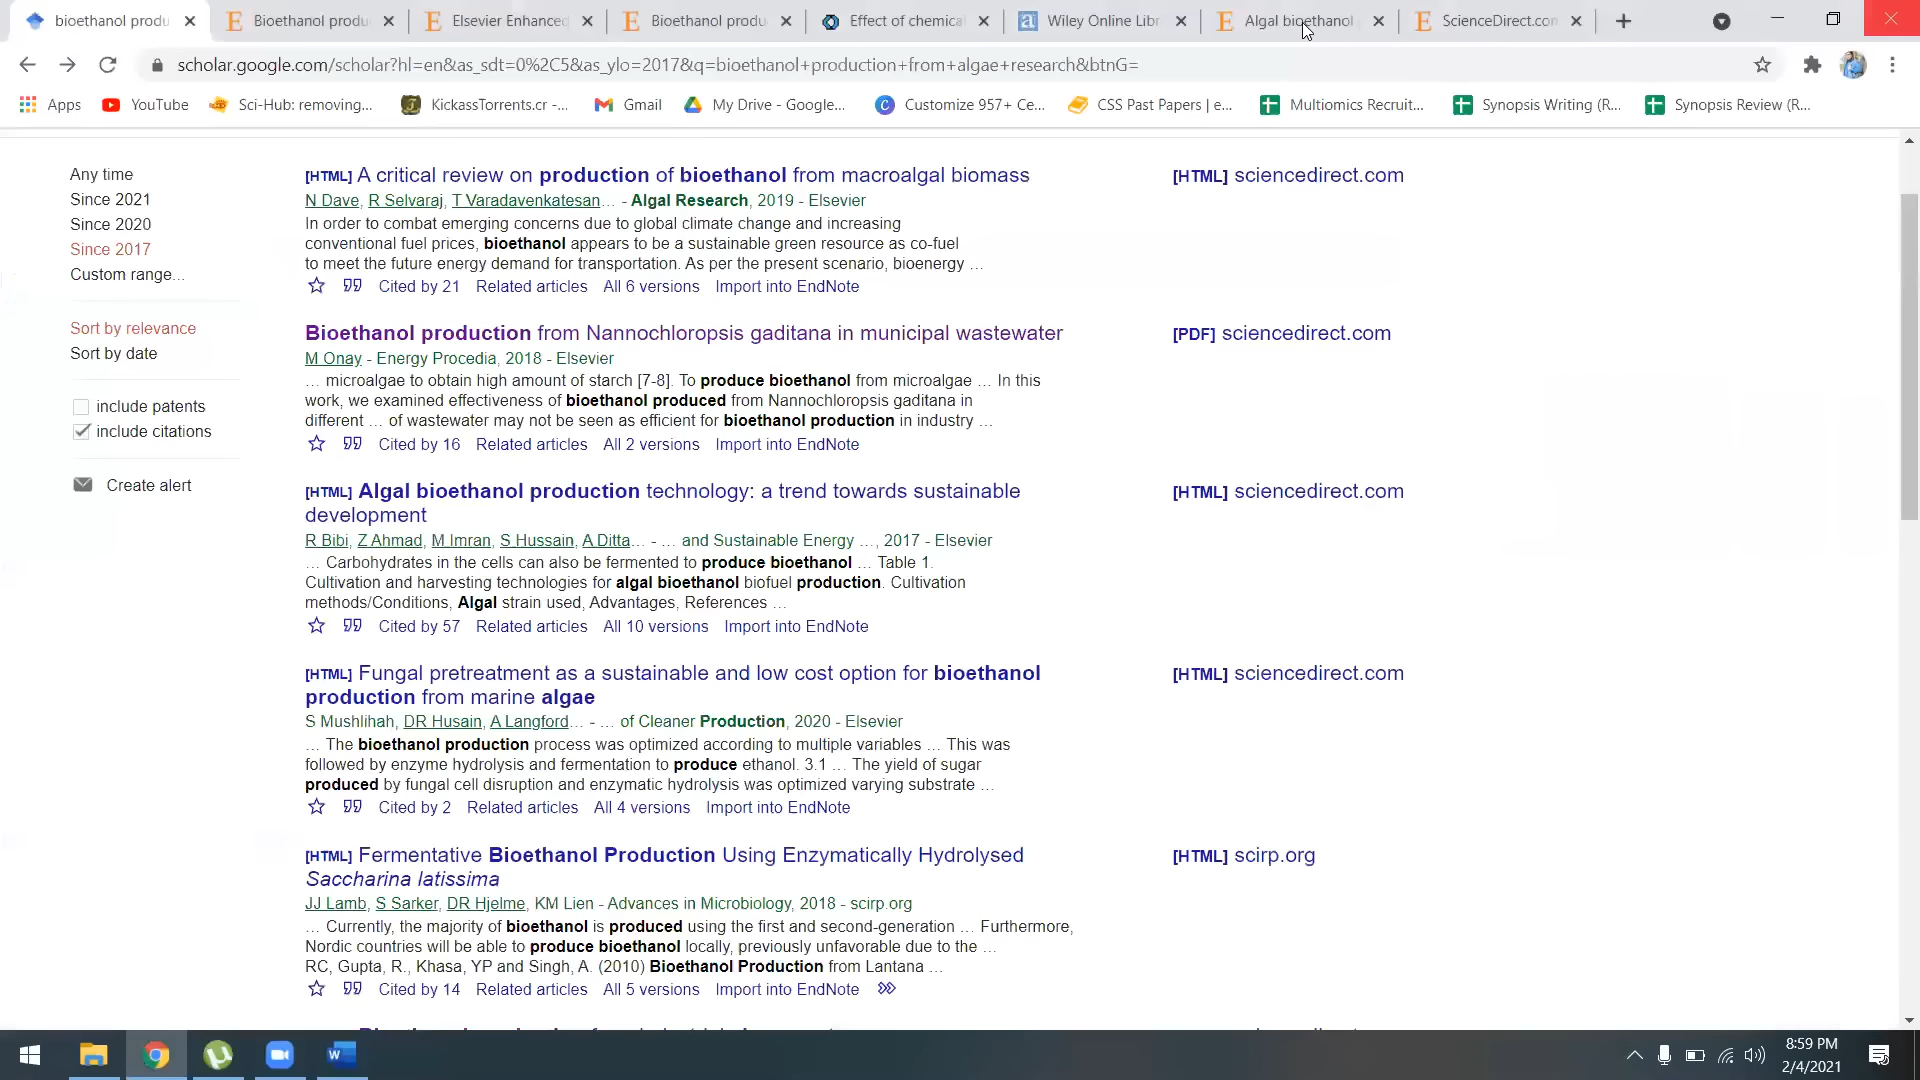 bioethanol produ
Bioethanol produ
Elsevier Enhanced
Bioethanol produ
Effect of chemica
Wiley Online Libr
Algal bioethanol
ScienceDirect.con
scholar.google.com/scholar?hl=en&as_sdt=0%2C5&as_ylo=2017&q=bioethanol+production+from+algae+research&btnG=
Apps
YouTube
Sci-Hub: removing...
KickassTorrents.cr -...
Gmail
My Drive - Google...
Customize 957+ Ce...
CSS Past Papers | e...
Multiomics Recruit...
Synopsis Writing (R...
Synopsis Review (R...
Any time
Since 2021
Since 2020
Since 2017
Custom range...
Sort by relevance
Sort by date
include patents
include citations
Create alert
[HTML] A critical review on production of bioethanol from macroalgal biomass
N Dave, R Selvaraj, T Varadavenkatesan… - Algal Research, 2019 - Elsevier
In order to combat emerging concerns due to global climate change and increasing
conventional fuel prices, bioethanol appears to be a sustainable green resource as co-fuel
to meet the future energy demand for transportation. As per the present scenario, bioenergy …
Cited by 21 Related articles All 6 versions Import into EndNote
[HTML] sciencedirect.com
Bioethanol production from Nannochloropsis gaditana in municipal wastewater
M Onay - Energy Procedia, 2018 - Elsevier
… microalgae to obtain high amount of starch [7-8]. To produce bioethanol from microalgae … In this
work, we examined effectiveness of bioethanol produced from Nannochloropsis gaditana in
different … of wastewater may not be seen as efficient for bioethanol production in industry …
Cited by 16 Related articles All 2 versions Import into EndNote
[PDF] sciencedirect.com
[HTML] Algal bioethanol production technology: a trend towards sustainable
development
R Bibi, Z Ahmad, M Imran, S Hussain, A Ditta… - … and Sustainable Energy …, 2017 - Elsevier
… Carbohydrates in the cells can also be fermented to produce bioethanol … Table 1.
Cultivation and harvesting technologies for algal bioethanol biofuel production. Cultivation
methods/Conditions, Algal strain used, Advantages, References …
Cited by 57 Related articles All 10 versions Import into EndNote
[HTML] sciencedirect.com
[HTML] Fungal pretreatment as a sustainable and low cost option for bioethanol
production from marine algae
S Mushlihah, DR Husain, A Langford… - … of Cleaner Production, 2020 - Elsevier
… The bioethanol production process was optimized according to multiple variables … This was
followed by enzyme hydrolysis and fermentation to produce ethanol. 3.1 … The yield of sugar
produced by fungal cell disruption and enzymatic hydrolysis was optimized varying substrate …
Cited by 2 Related articles All 4 versions Import into EndNote
[HTML] sciencedirect.com
[HTML] Fermentative Bioethanol Production Using Enzymatically Hydrolysed
Saccharina latissima
JJ Lamb, S Sarker, DR Hjelme, KM Lien - Advances in Microbiology, 2018 - scirp.org
… Currently, the majority of bioethanol is produced using the first and second-generation … Furthermore,
Nordic countries will be able to produce bioethanol locally, previously unfavorable due to the …
RC, Gupta, R., Khasa, YP and Singh, A. (2010) Bioethanol Production from Lantana …
Cited by 14 Related articles All 5 versions Import into EndNote
[HTML] scirp.org
8:59 PM
2/4/2021